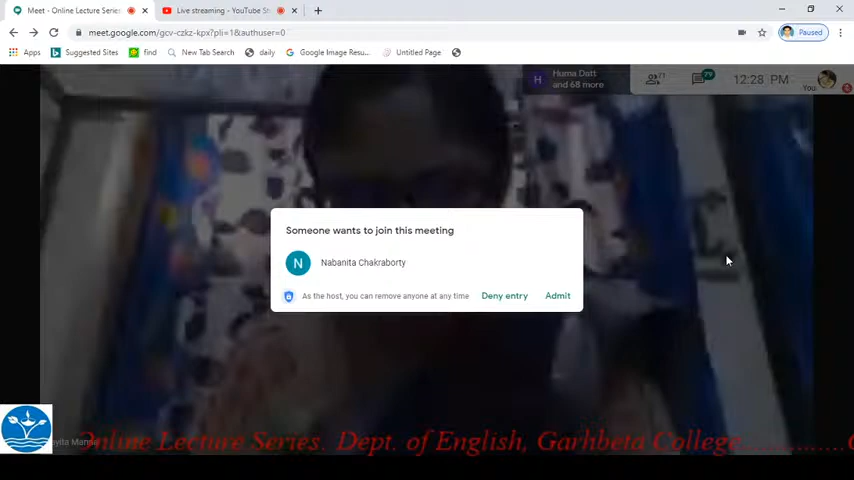 Meet - Online Lecture Series:
Live streaming - YouTube St
meet.google.com/gcv-czkz-kpx?pli=1&authuser=0
Paused
Apps
Suggested Sites
find
New Tab Search
daily
Google Image Resu...
Untitled Page
H
Huma Datt
and 68 more
71
79
12:28 PM
You
Someone wants to join this meeting
N
Nabanita Chakraborty
As the host, you can remove anyone at any time
Deny entry
Admit
Online Lecture Series. Dept. of English, Garhbeta College............